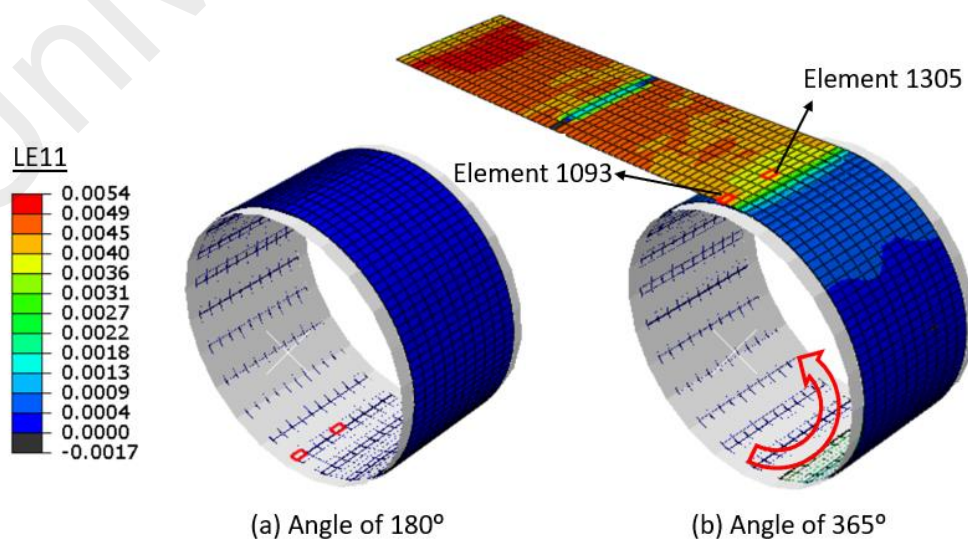 Element 1305
LE11
Element 1093
0.0054
0.0049
0.0045
0.0040
0.0036
0.0031
0.0027
0.0022
0.0018
0.0013
0.0009
0.0004
0.0000
-0.0017
(a) Angle of 180º
(b) Angle of 365º